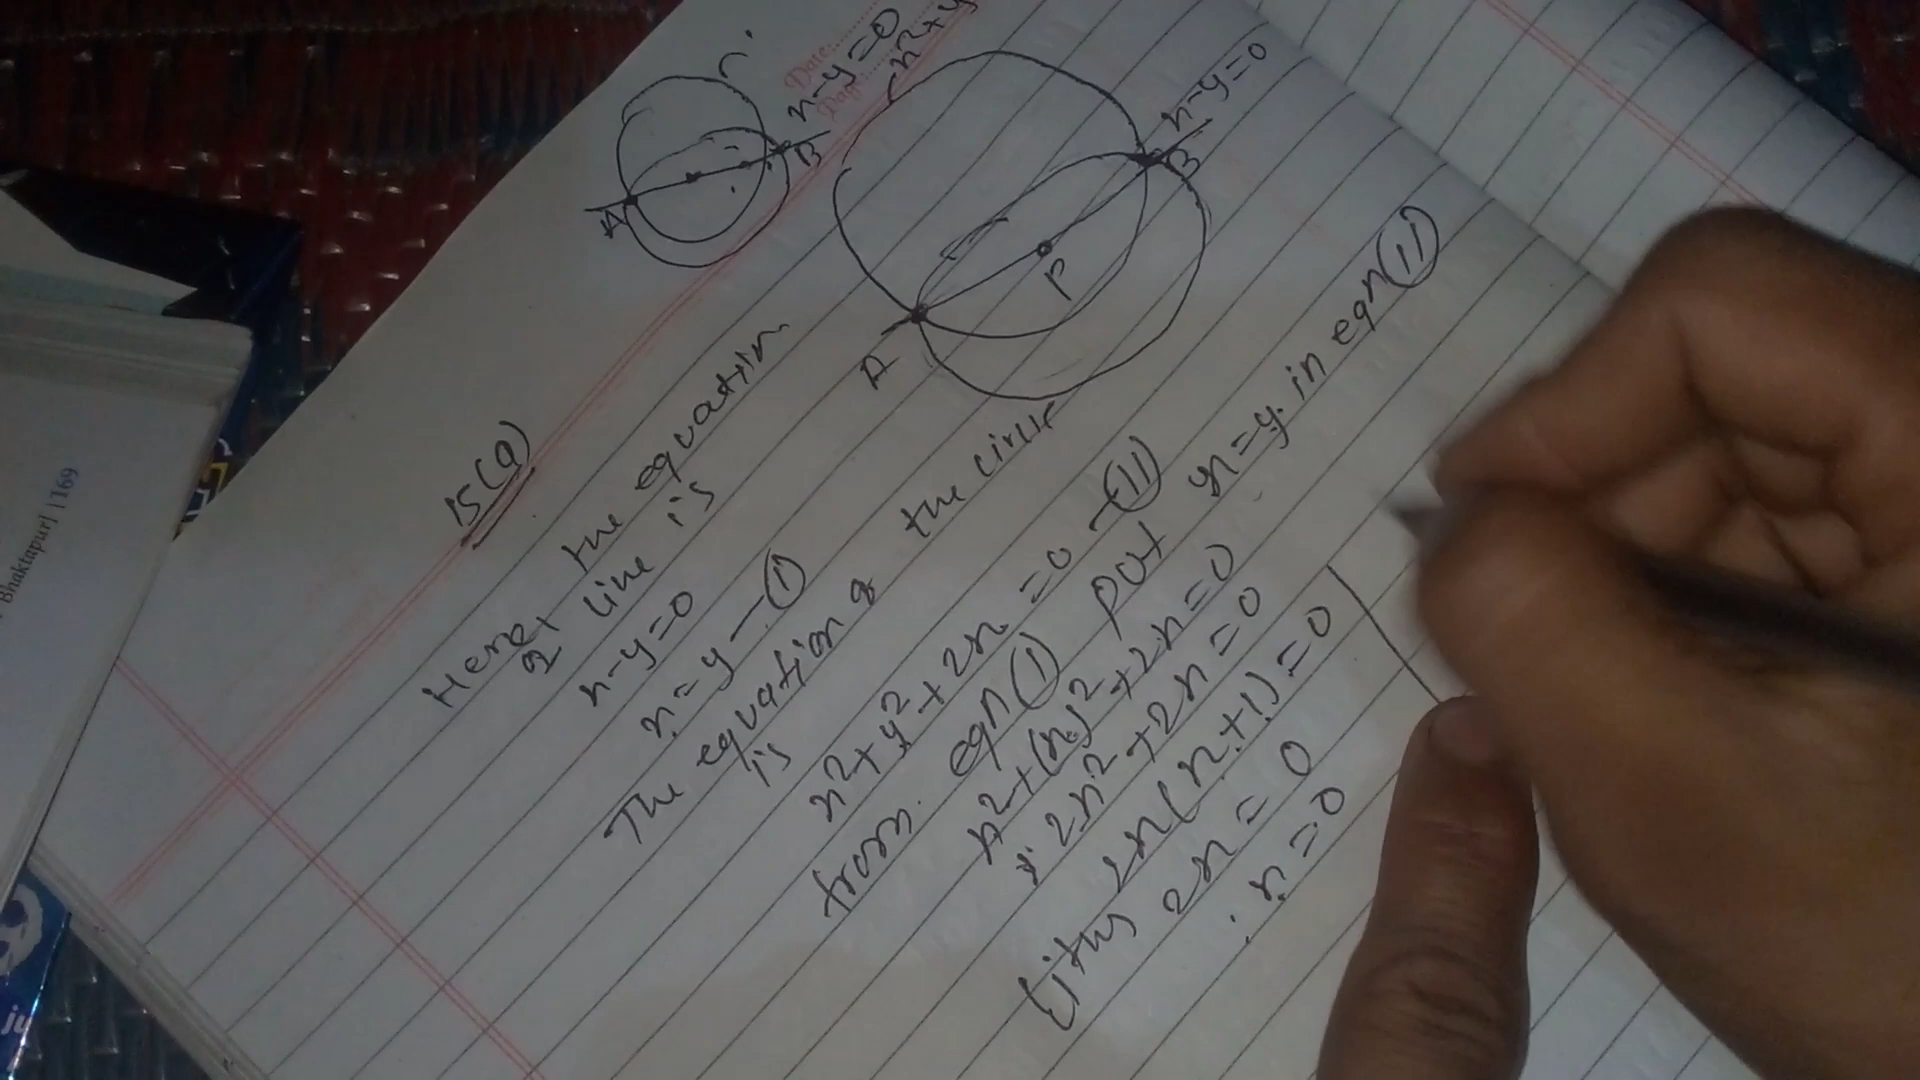 Date:
Page:
x-y=0
A
B
x-y=0
B
P
A
15(a)
Here, the equation
of line is
x-y=0
x=y —(i)
The equation of the circle
is
x²+y²+2x=0 —(ii)
from eqn(i) put x=y in eqn(ii)
x²+(x)²+2x=0
2x²+2x=0
2x(x+1)=0
Either
2x=0
∴ x=0
Bhaktapur| 169
ju